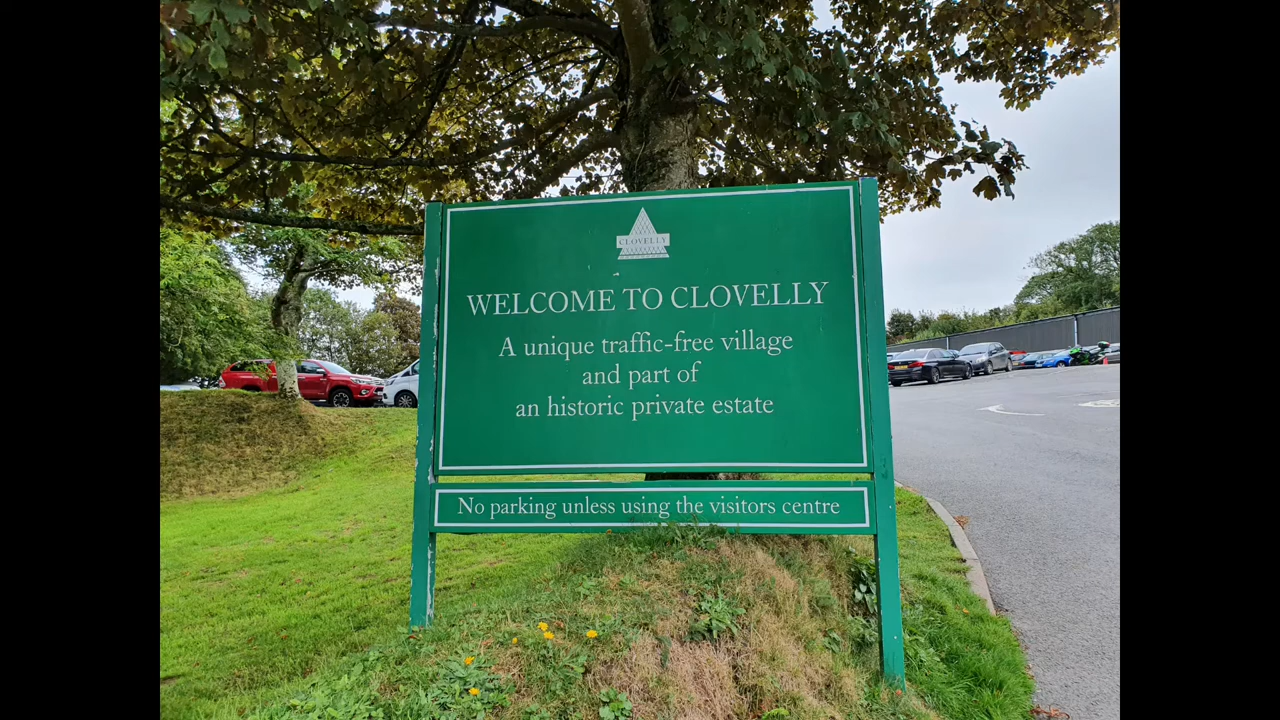 CLOVELLY
WELCOME TO CLOVELLY
A unique traffic-free village
and part of
an historic private estate
No parking unless using the visitors centre